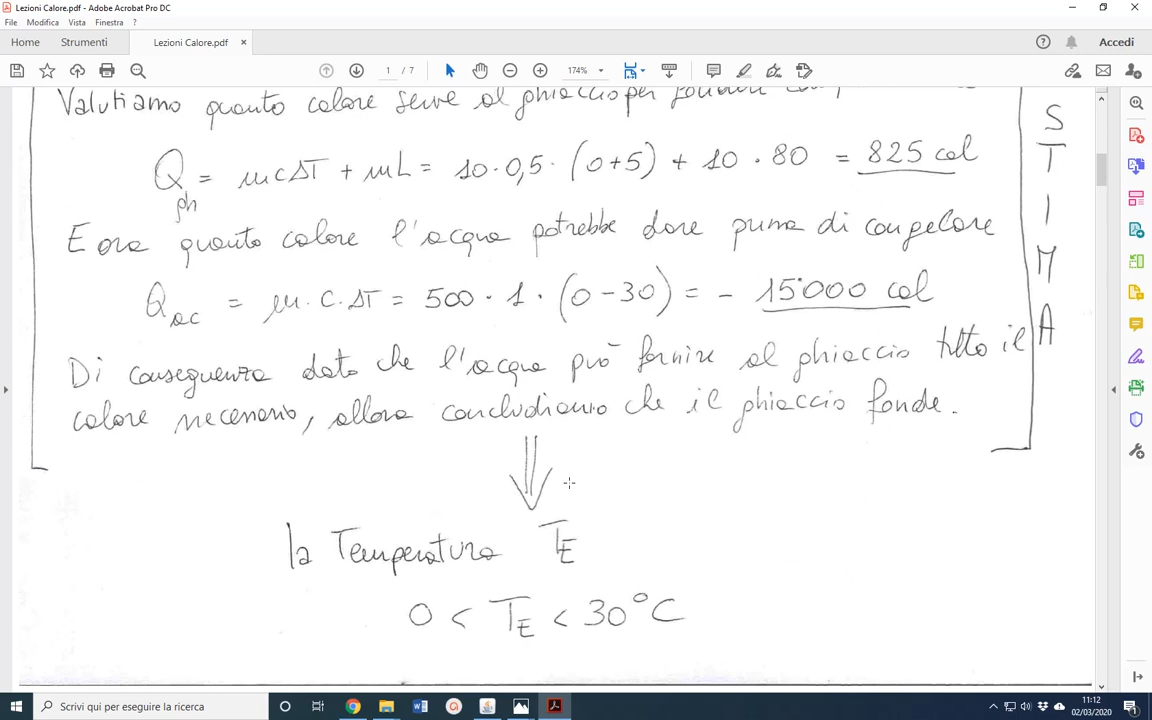 Lezioni Calore.pdf - Adobe Acrobat Pro DC
File Modifica Vista Finestra ?
Home Strumenti Lezioni Calore.pdf × Accedi
1 / 7 174%
Valutiamo quanto calore serve al ghiaccio per fondere
Q ph = mcΔT + mL = 10·0,5·(0+5) + 10·80 = 825 cal
E ora quanto calore l'acqua potrebbe dare prima di congelare
Q ac = m·c·ΔT = 500·1·(0-30) = - 15'000 cal
Di conseguenza dato che l'acqua può fornire al ghiaccio tutto il
calore necessario, allora concludiamo che il ghiaccio fonde.
STIMA
la Temperatura TE
0 < TE < 30°C
Scrivi qui per eseguire la ricerca
11:12
02/03/2020